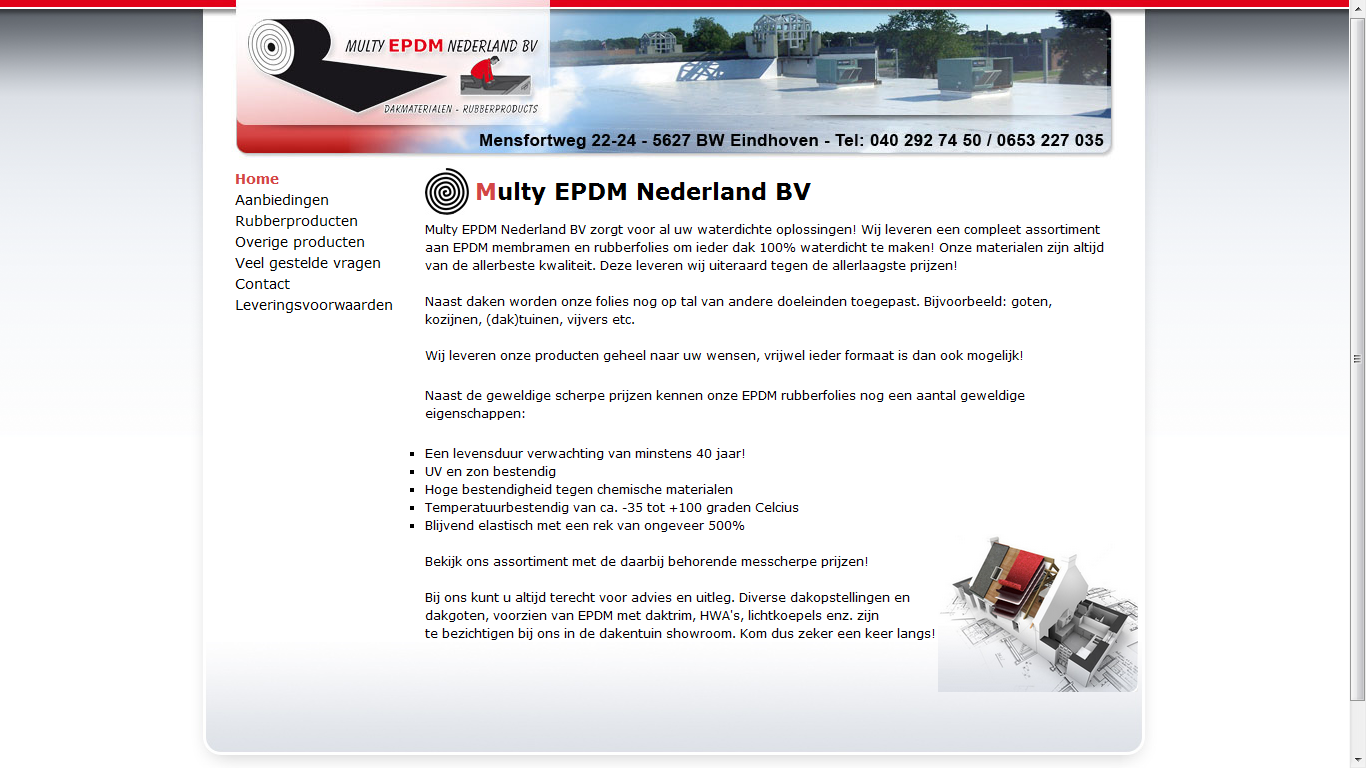 MULTY EPDM NEDERLAND BV
DAKMATERIALEN - RUBBERPRODUCTS
Mensfortweg 22-24 - 5627 BW Eindhoven - Tel: 040 292 74 50 / 0653 227 035
Home
Aanbiedingen
Rubberproducten
Overige producten
Veel gestelde vragen
Contact
Leveringsvoorwaarden
Multy EPDM Nederland BV
Multy EPDM Nederland BV zorgt voor al uw waterdichte oplossingen! Wij leveren een compleet assortiment
aan EPDM membramen en rubberfolies om ieder dak 100% waterdicht te maken! Onze materialen zijn altijd
van de allerbeste kwaliteit. Deze leveren wij uiteraard tegen de allerlaagste prijzen!
Naast daken worden onze folies nog op tal van andere doeleinden toegepast. Bijvoorbeeld: goten,
kozijnen, (dak)tuinen, vijvers etc.
Wij leveren onze producten geheel naar uw wensen, vrijwel ieder formaat is dan ook mogelijk!
Naast de geweldige scherpe prijzen kennen onze EPDM rubberfolies nog een aantal geweldige
eigenschappen:
Een levensduur verwachting van minstens 40 jaar!
UV en zon bestendig
Hoge bestendigheid tegen chemische materialen
Temperatuurbestendig van ca. -35 tot +100 graden Celcius
Blijvend elastisch met een rek van ongeveer 500%
Bekijk ons assortiment met de daarbij behorende messcherpe prijzen!
Bij ons kunt u altijd terecht voor advies en uitleg. Diverse dakopstellingen en
dakgoten, voorzien van EPDM met daktrim, HWA's, lichtkoepels enz. zijn
te bezichtigen bij ons in de dakentuin showroom. Kom dus zeker een keer langs!